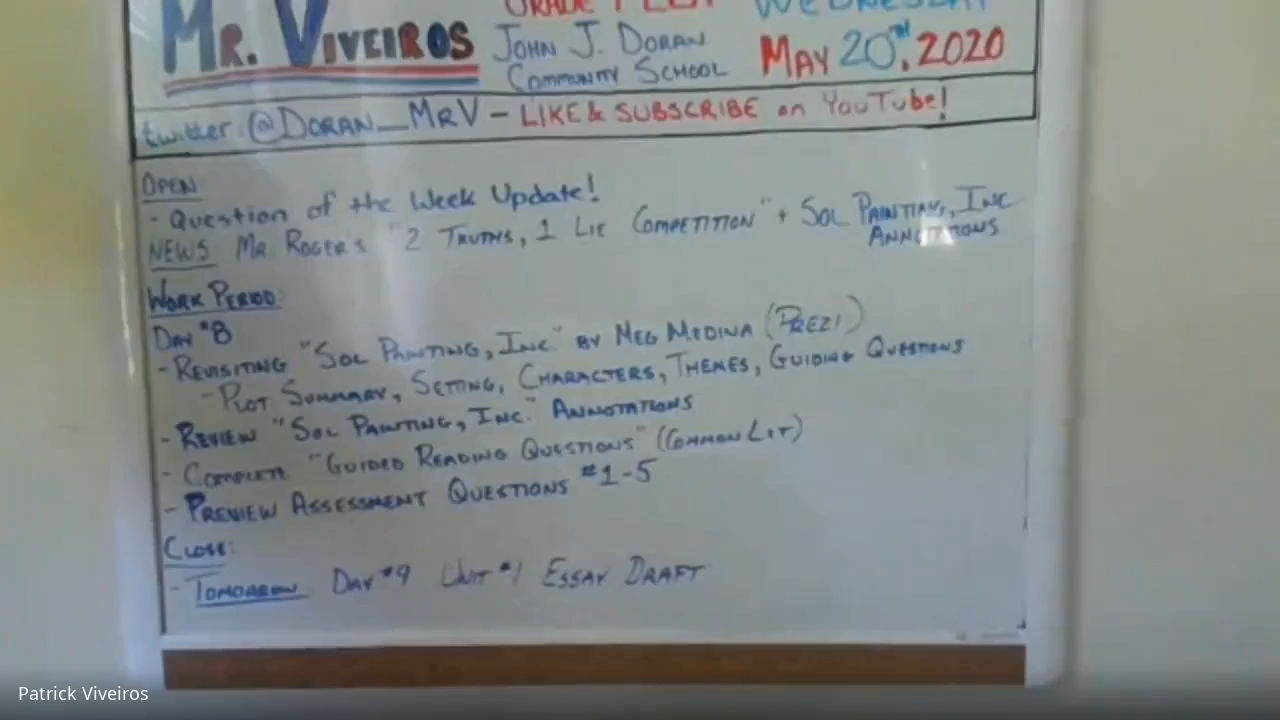 MR. VIVEIROS
JOHN J. DORAN
COMMUNITY SCHOOL
WEDNESDAY
MAY 20TH, 2020
twitter: @DORAN_MRV - LIKE & SUBSCRIBE on YouTube!
OPEN:
- Question of the Week Update!
NEWS MR. ROGER'S "2 TRUTHS, 1 LIE COMPETITION" + SOL PAINTING, INC
ANNOTATIONS
WORK PERIOD:
DAY #8
- REVISITING "SOL PAINTING, INC." BY MEG MEDINA (PREZI)
- PLOT SUMMARY, SETTING, CHARACTERS, THEMES, GUIDING QUESTIONS
- REVIEW "SOL PAINTING, INC." ANNOTATIONS
- COMPLETE "GUIDED READING QUESTIONS" (COMMONLIT)
- PREVIEW ASSESSMENT QUESTIONS #1-5
CLOSE:
- TOMORROW DAY #9 UNIT #1 ESSAY DRAFT
Patrick Viveiros